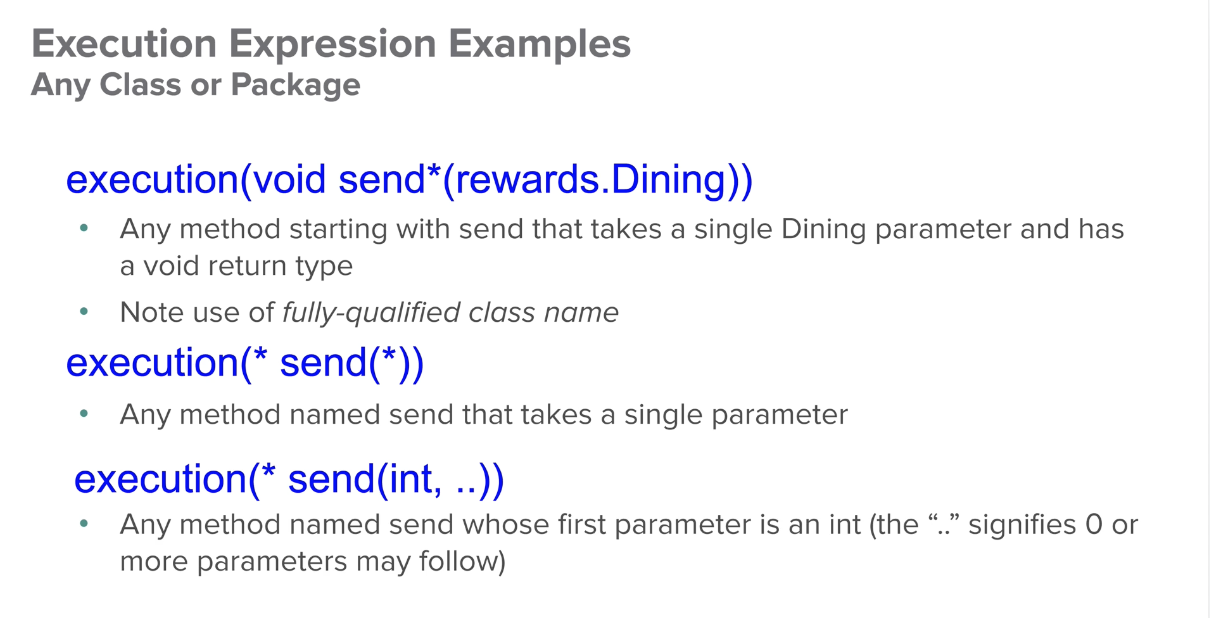 Execution Expression Examples
Any Class or Package
execution(void send*(rewards.Dining))
• Any method starting with send that takes a single Dining parameter and has
a void return type
• Note use of fully-qualified class name
execution(* send(*))
• Any method named send that takes a single parameter
execution(* send(int, ..))
• Any method named send whose first parameter is an int (the “..” signifies 0 or
more parameters may follow)